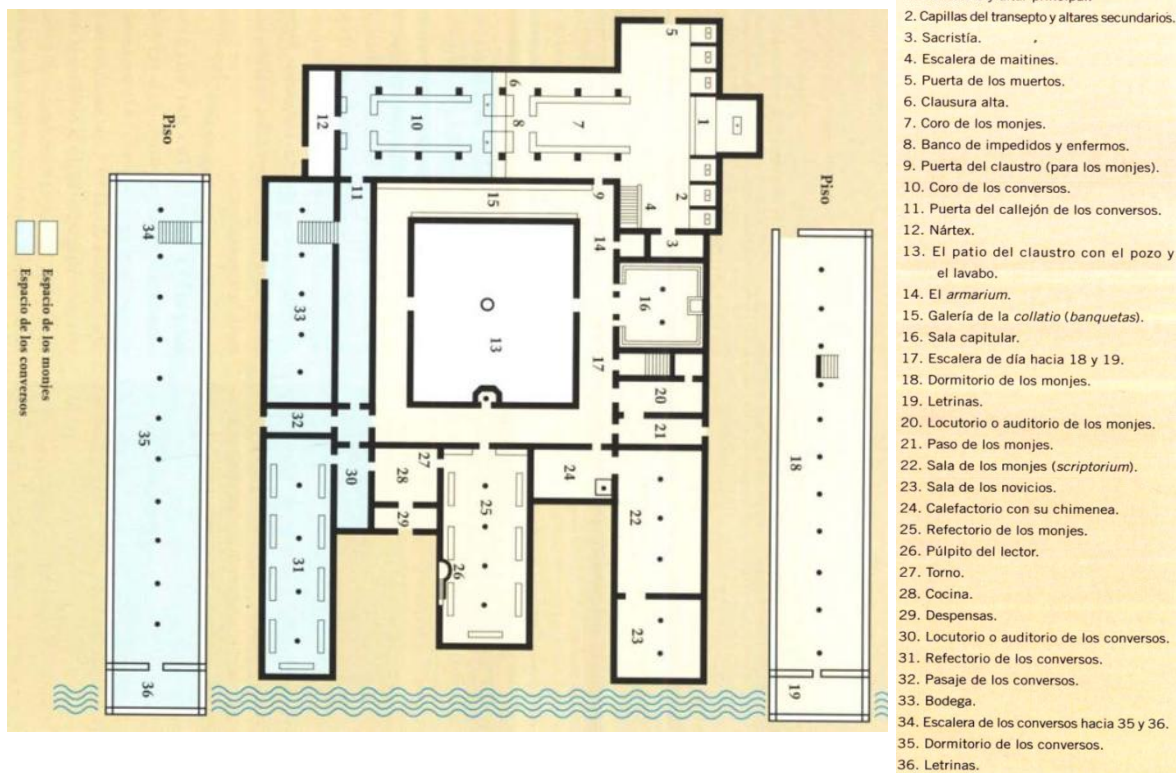 Piso
34
35
36
Espacio de los monjes
Espacio de los conversos
12
10
6
8
7
5
1
2
4
3
9
11
15
14
16
33
13
17
20
21
32
30
27
28
29
24
25
26
22
23
31
Piso
18
19
y altar principal.
2. Capillas del transepto y altares secundarios.
3. Sacristía.
4. Escalera de maitines.
5. Puerta de los muertos.
6. Clausura alta.
7. Coro de los monjes.
8. Banco de impedidos y enfermos.
9. Puerta del claustro (para los monjes).
10. Coro de los conversos.
11. Puerta del callejón de los conversos.
12. Nártex.
13. El patio del claustro con el pozo y
el lavabo.
14. El armarium.
15. Galería de la collatio (banquetas).
16. Sala capitular.
17. Escalera de día hacia 18 y 19.
18. Dormitorio de los monjes.
19. Letrinas.
20. Locutorio o auditorio de los monjes.
21. Paso de los monjes.
22. Sala de los monjes (scriptorium).
23. Sala de los novicios.
24. Calefactorio con su chimenea.
25. Refectorio de los monjes.
26. Púlpito del lector.
27. Torno.
28. Cocina.
29. Despensas.
30. Locutorio o auditorio de los conversos.
31. Refectorio de los conversos.
32. Pasaje de los conversos.
33. Bodega.
34. Escalera de los conversos hacia 35 y 36.
35. Dormitorio de los conversos.
36. Letrinas.